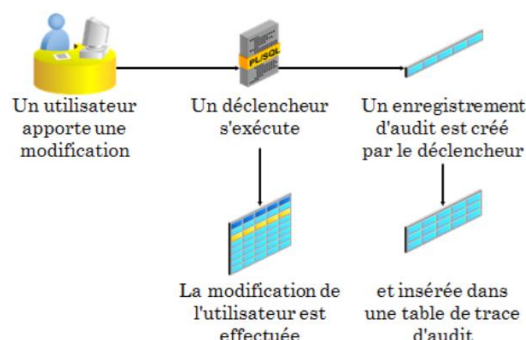 PL/SQL
Un utilisateur
apporte une
modification
Un déclencheur
s'exécute
Un enregistrement
d'audit est créé
par le déclencheur
La modification de
l'utilisateur est
effectuée
et insérée dans
une table de trace
d'audit